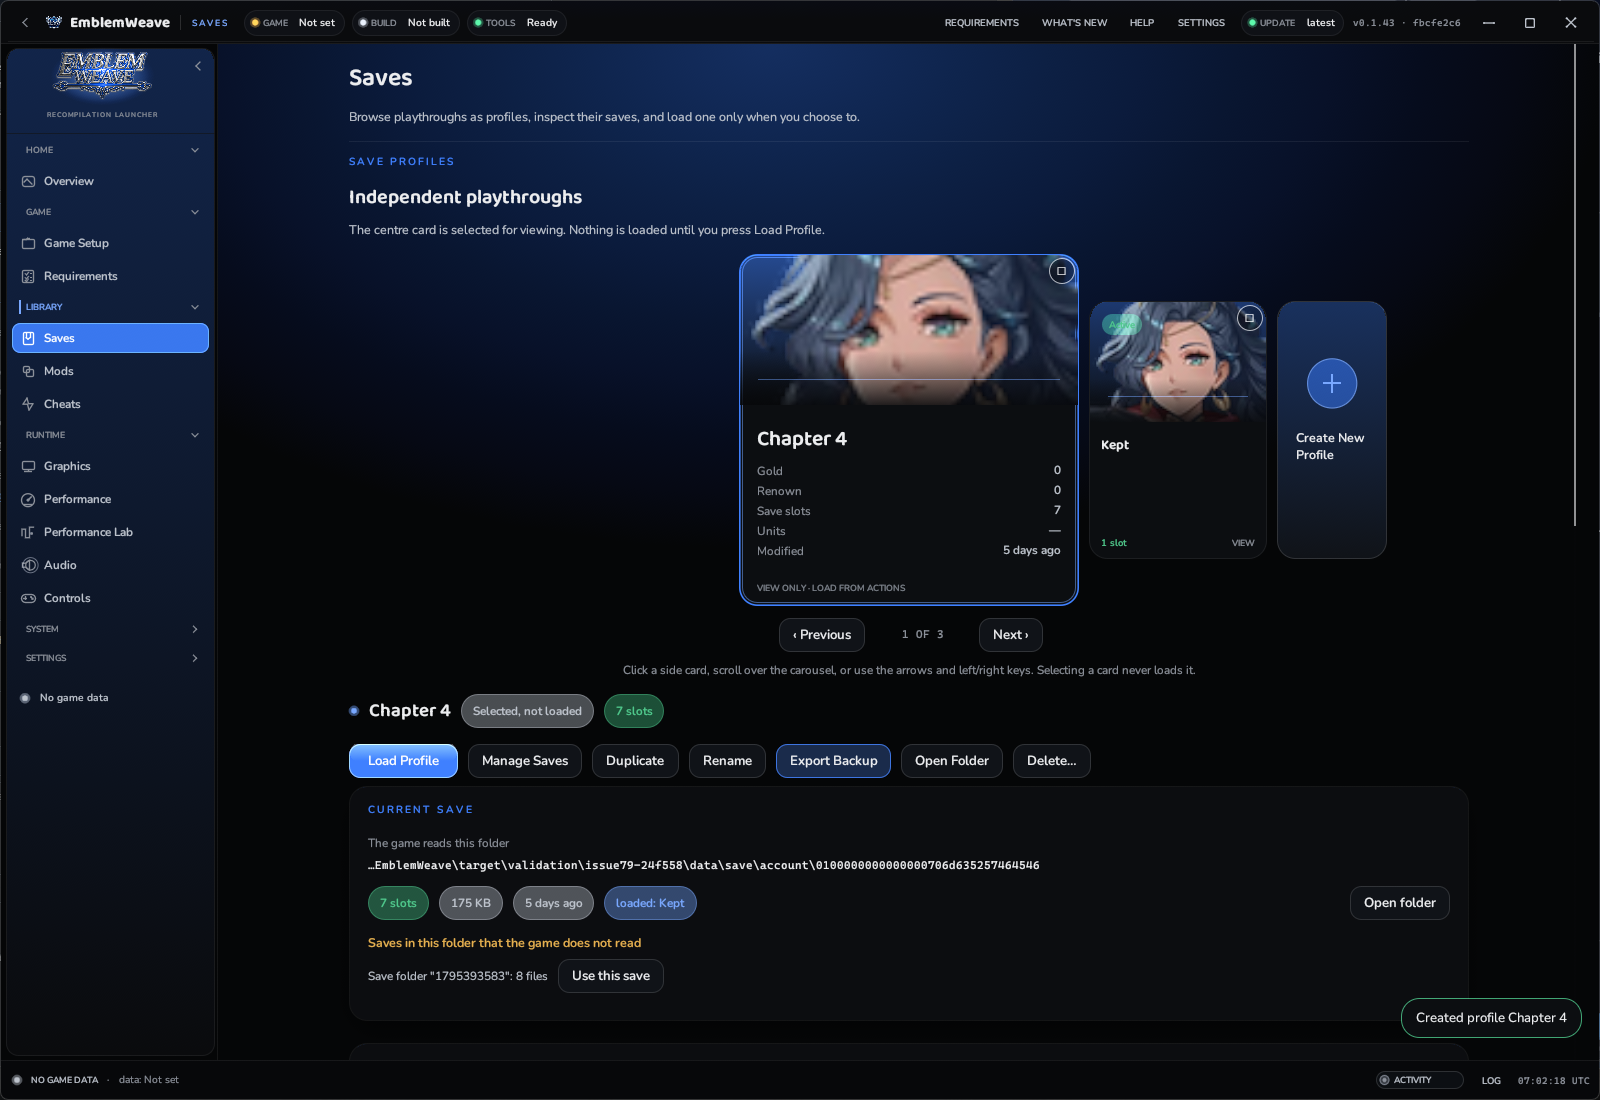 EmblemWeave
SAVES
GAME Not set
BUILD Not built
TOOLS Ready
REQUIREMENTS
WHAT'S NEW
HELP
SETTINGS
UPDATE latest
v0.1.43 · fbcfe2c6
EMBLEM
WEAVE
RECOMPILATION LAUNCHER
HOME
Overview
GAME
Game Setup
Requirements
LIBRARY
Saves
Mods
Cheats
RUNTIME
Graphics
Performance
Performance Lab
Audio
Controls
SYSTEM
SETTINGS
No game data
Saves
Browse playthroughs as profiles, inspect their saves, and load one only when you choose to.
SAVE PROFILES
Independent playthroughs
The centre card is selected for viewing. Nothing is loaded until you press Load Profile.
Chapter 4
Gold 0
Renown 0
Save slots 7
Units —
Modified 5 days ago
VIEW ONLY · LOAD FROM ACTIONS
Kept
1 slot VIEW
Create New
Profile
‹ Previous
1 OF 3
Next ›
Click a side card, scroll over the carousel, or use the arrows and left/right keys. Selecting a card never loads it.
Chapter 4 Selected, not loaded 7 slots
Load Profile Manage Saves Duplicate Rename Export Backup Open Folder Delete...
CURRENT SAVE
The game reads this folder
…EmblemWeave\target\validation\issue79-24f558\data\save\account\0100000000000000706d635257464546
7 slots 175 KB 5 days ago loaded: Kept Open folder
Saves in this folder that the game does not read
Save folder "1795393583": 8 files Use this save
Created profile Chapter 4
NO GAME DATA · data: Not set
ACTIVITY LOG 07:02:18 UTC